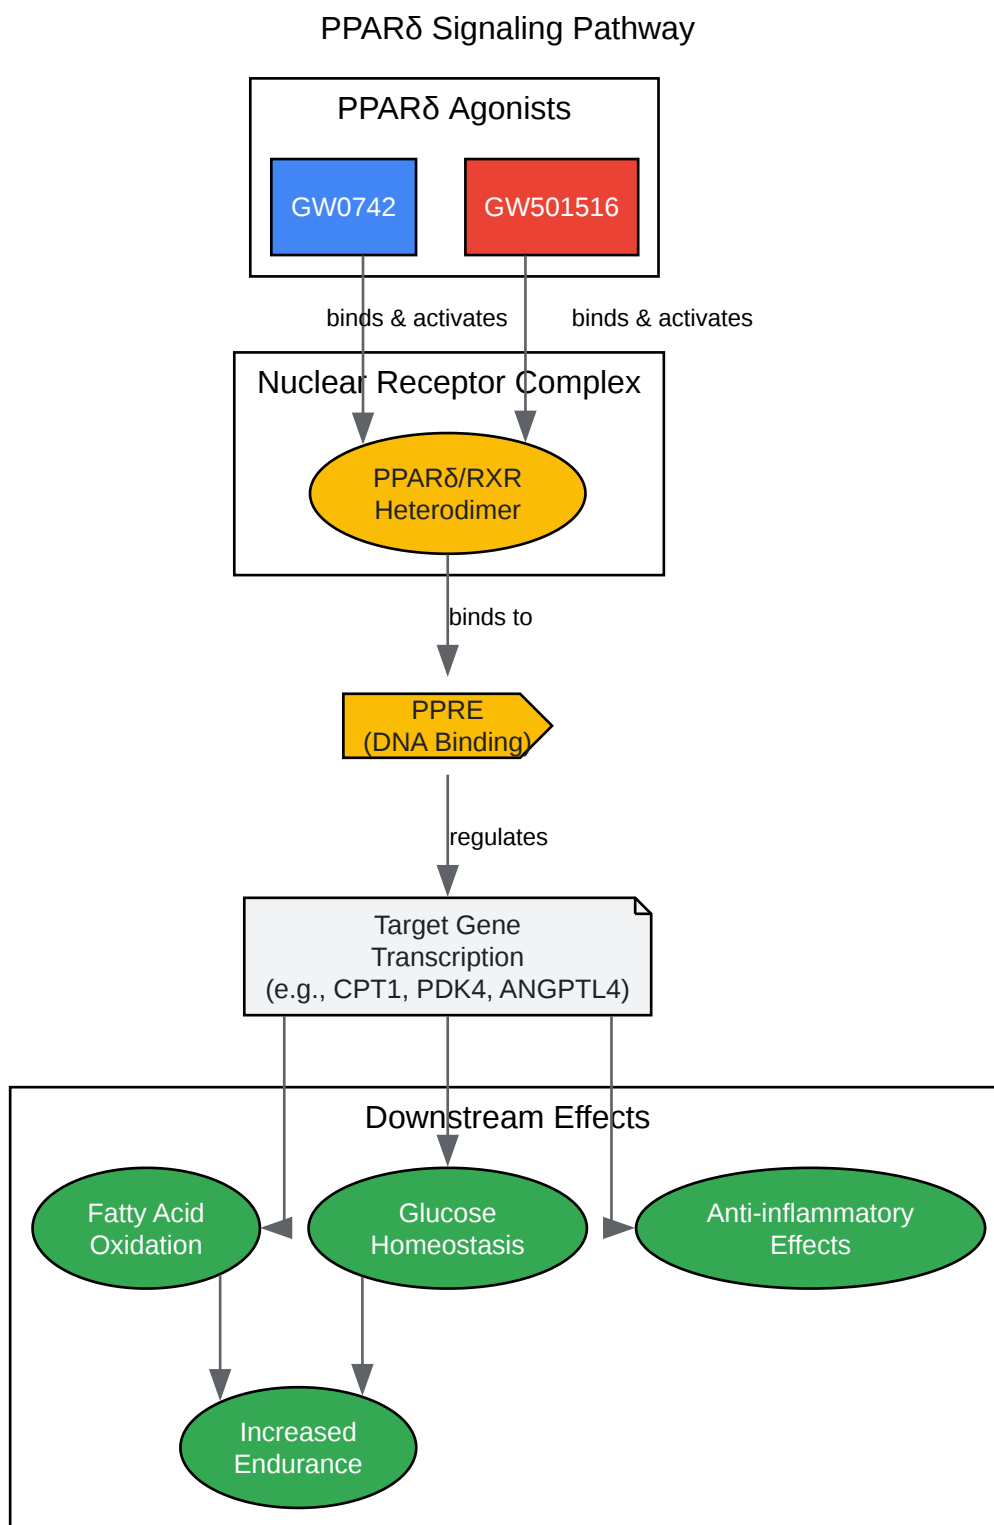 PPARδ Signaling Pathway
PPARδ Agonists
GW0742
GW501516
binds & activates
binds & activates
Nuclear Receptor Complex
PPARδ/RXR
Heterodimer
binds to
PPRE
(DNA Binding)
regulates
Target Gene
Transcription
(e.g., CPT1, PDK4, ANGPTL4)
Downstream Effects
Fatty Acid
Oxidation
Glucose
Homeostasis
Anti-inflammatory
Effects
Increased
Endurance